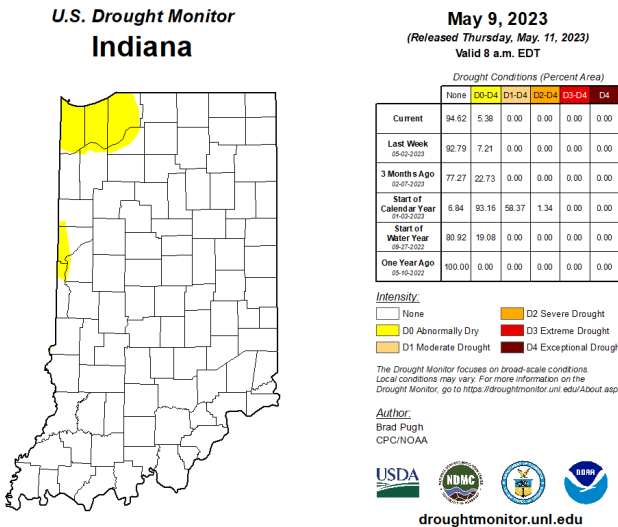 U.S. Drought Monitor
Indiana
May 9, 2023
(Released Thursday, May. 11, 2023)
Valid 8 a.m. EDT
Drought Conditions (Percent Area)
None D0-D4 D1-D4 D2-D4 D3-D4 D4
Current 94.62 5.38 0.00 0.00 0.00 0.00
Last Week
05-02-2023 92.79 7.21 0.00 0.00 0.00 0.00
3 Months Ago
02-07-2023 77.27 22.73 0.00 0.00 0.00 0.00
Start of
Calendar Year
01-03-2023 6.84 93.16 58.37 1.34 0.00 0.00
Start of
Water Year
09-27-2022 80.92 19.08 0.00 0.00 0.00 0.00
One Year Ago
05-10-2022 100.00 0.00 0.00 0.00 0.00 0.00
Intensity:
None
D0 Abnormally Dry
D1 Moderate Drought
D2 Severe Drought
D3 Extreme Drought
D4 Exceptional Drough
The Drought Monitor focuses on broad-scale conditions.
Local conditions may vary. For more information on the
Drought Monitor, go to https://droughtmonitor.unl.edu/About.asp
Author:
Brad Pugh
CPC/NOAA
USDA
NDMC
NOAA
droughtmonitor.unl.edu